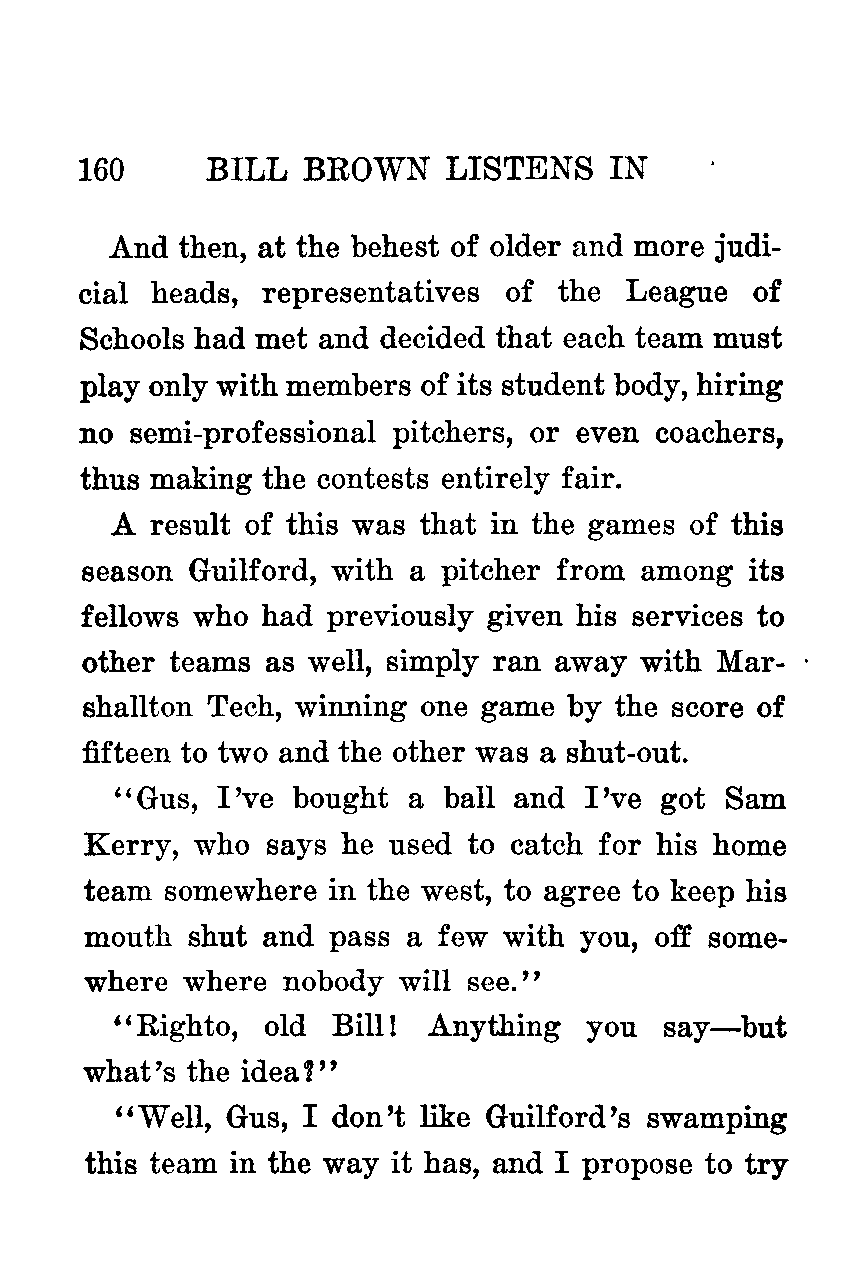 160 BILL BROWN LISTENS IN
And then, at the behest of older and more judi-
cial heads, representatives of the League of
Schools had met and decided that each team must
play only with members of its student body, hiring
no semi-professional pitchers, or even coachers,
thus making the contests entirely fair.
A result of this was that in the games of this
season Guilford, with a pitcher from among its
fellows who had previously given his services to
other teams as well, simply ran away with Mar-
shallton Tech, winning one game by the score of
fifteen to two and the other was a shut-out.
“Gus, I’ve bought a ball and I’ve got Sam
Kerry, who says he used to catch for his home
team somewhere in the west, to agree to keep his
mouth shut and pass a few with you, off some-
where where nobody will see.”
“Righto, old Bill! Anything you say—but
what’s the idea?”
“Well, Gus, I don’t like Guilford’s swamping
this team in the way it has, and I propose to try